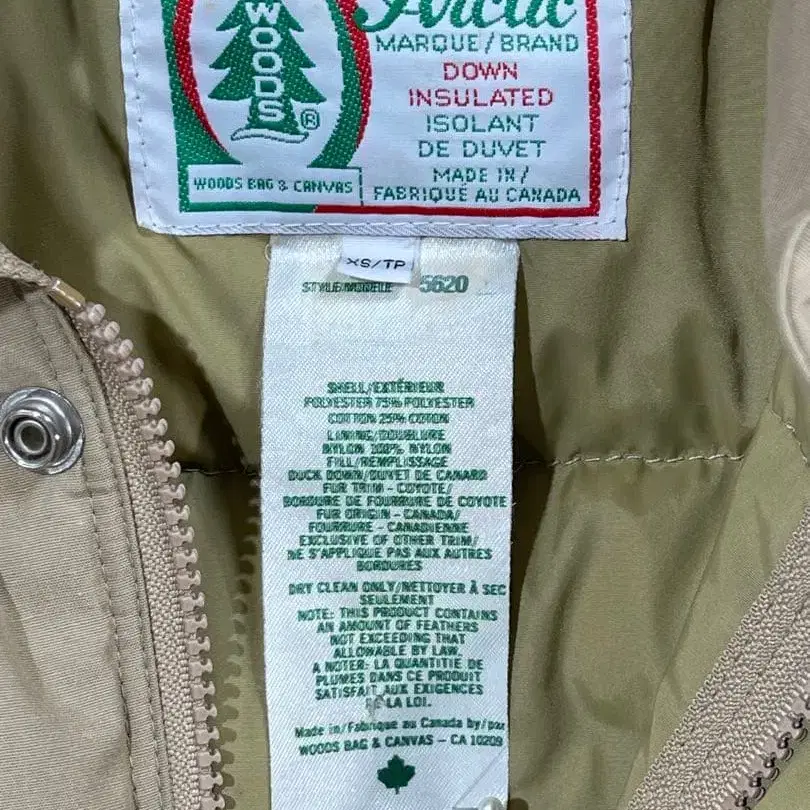 WOODS
®
WOODS BAG & CANVAS
Arctic
MARQUE/BRAND
DOWN
INSULATED
ISOLANT
DE DUVET
MADE IN/
FABRIQUÉ AU CANADA
XS/TP
STYLE/MODELE 5620
SHELL/EXTÉRIEUR
POLYESTER 75% POLYESTER
COTTON 25% COTON
LINING/DOUBLURE
NYLON 100% NYLON
FILL/REMPLISSAGE
DUCK DOWN/DUVET DE CANARD
FUR TRIM - COYOTE/
BORDURE DE FOURRURE DE COYOTE
FUR ORIGIN - CANADA/
FOURRURE - CANADIENNE
EXCLUSIVE OF OTHER TRIM/
NE S'APPLIQUE PAS AUX AUTRES
BORDURES
DRY CLEAN ONLY/NETTOYER À SEC
SEULEMENT
NOTE: THIS PRODUCT CONTAINS
AN AMOUNT OF FEATHERS
NOT EXCEEDING THAT
ALLOWABLE BY LAW.
A NOTER: LA QUANTITIE DE
PLUMES DANS CE PRODUIT
SATISFAIT AUX EXIGENCES
DE LA LOI.
Made in/Fabrique au Canada by/par
WOODS BAG & CANVAS - CA 10209